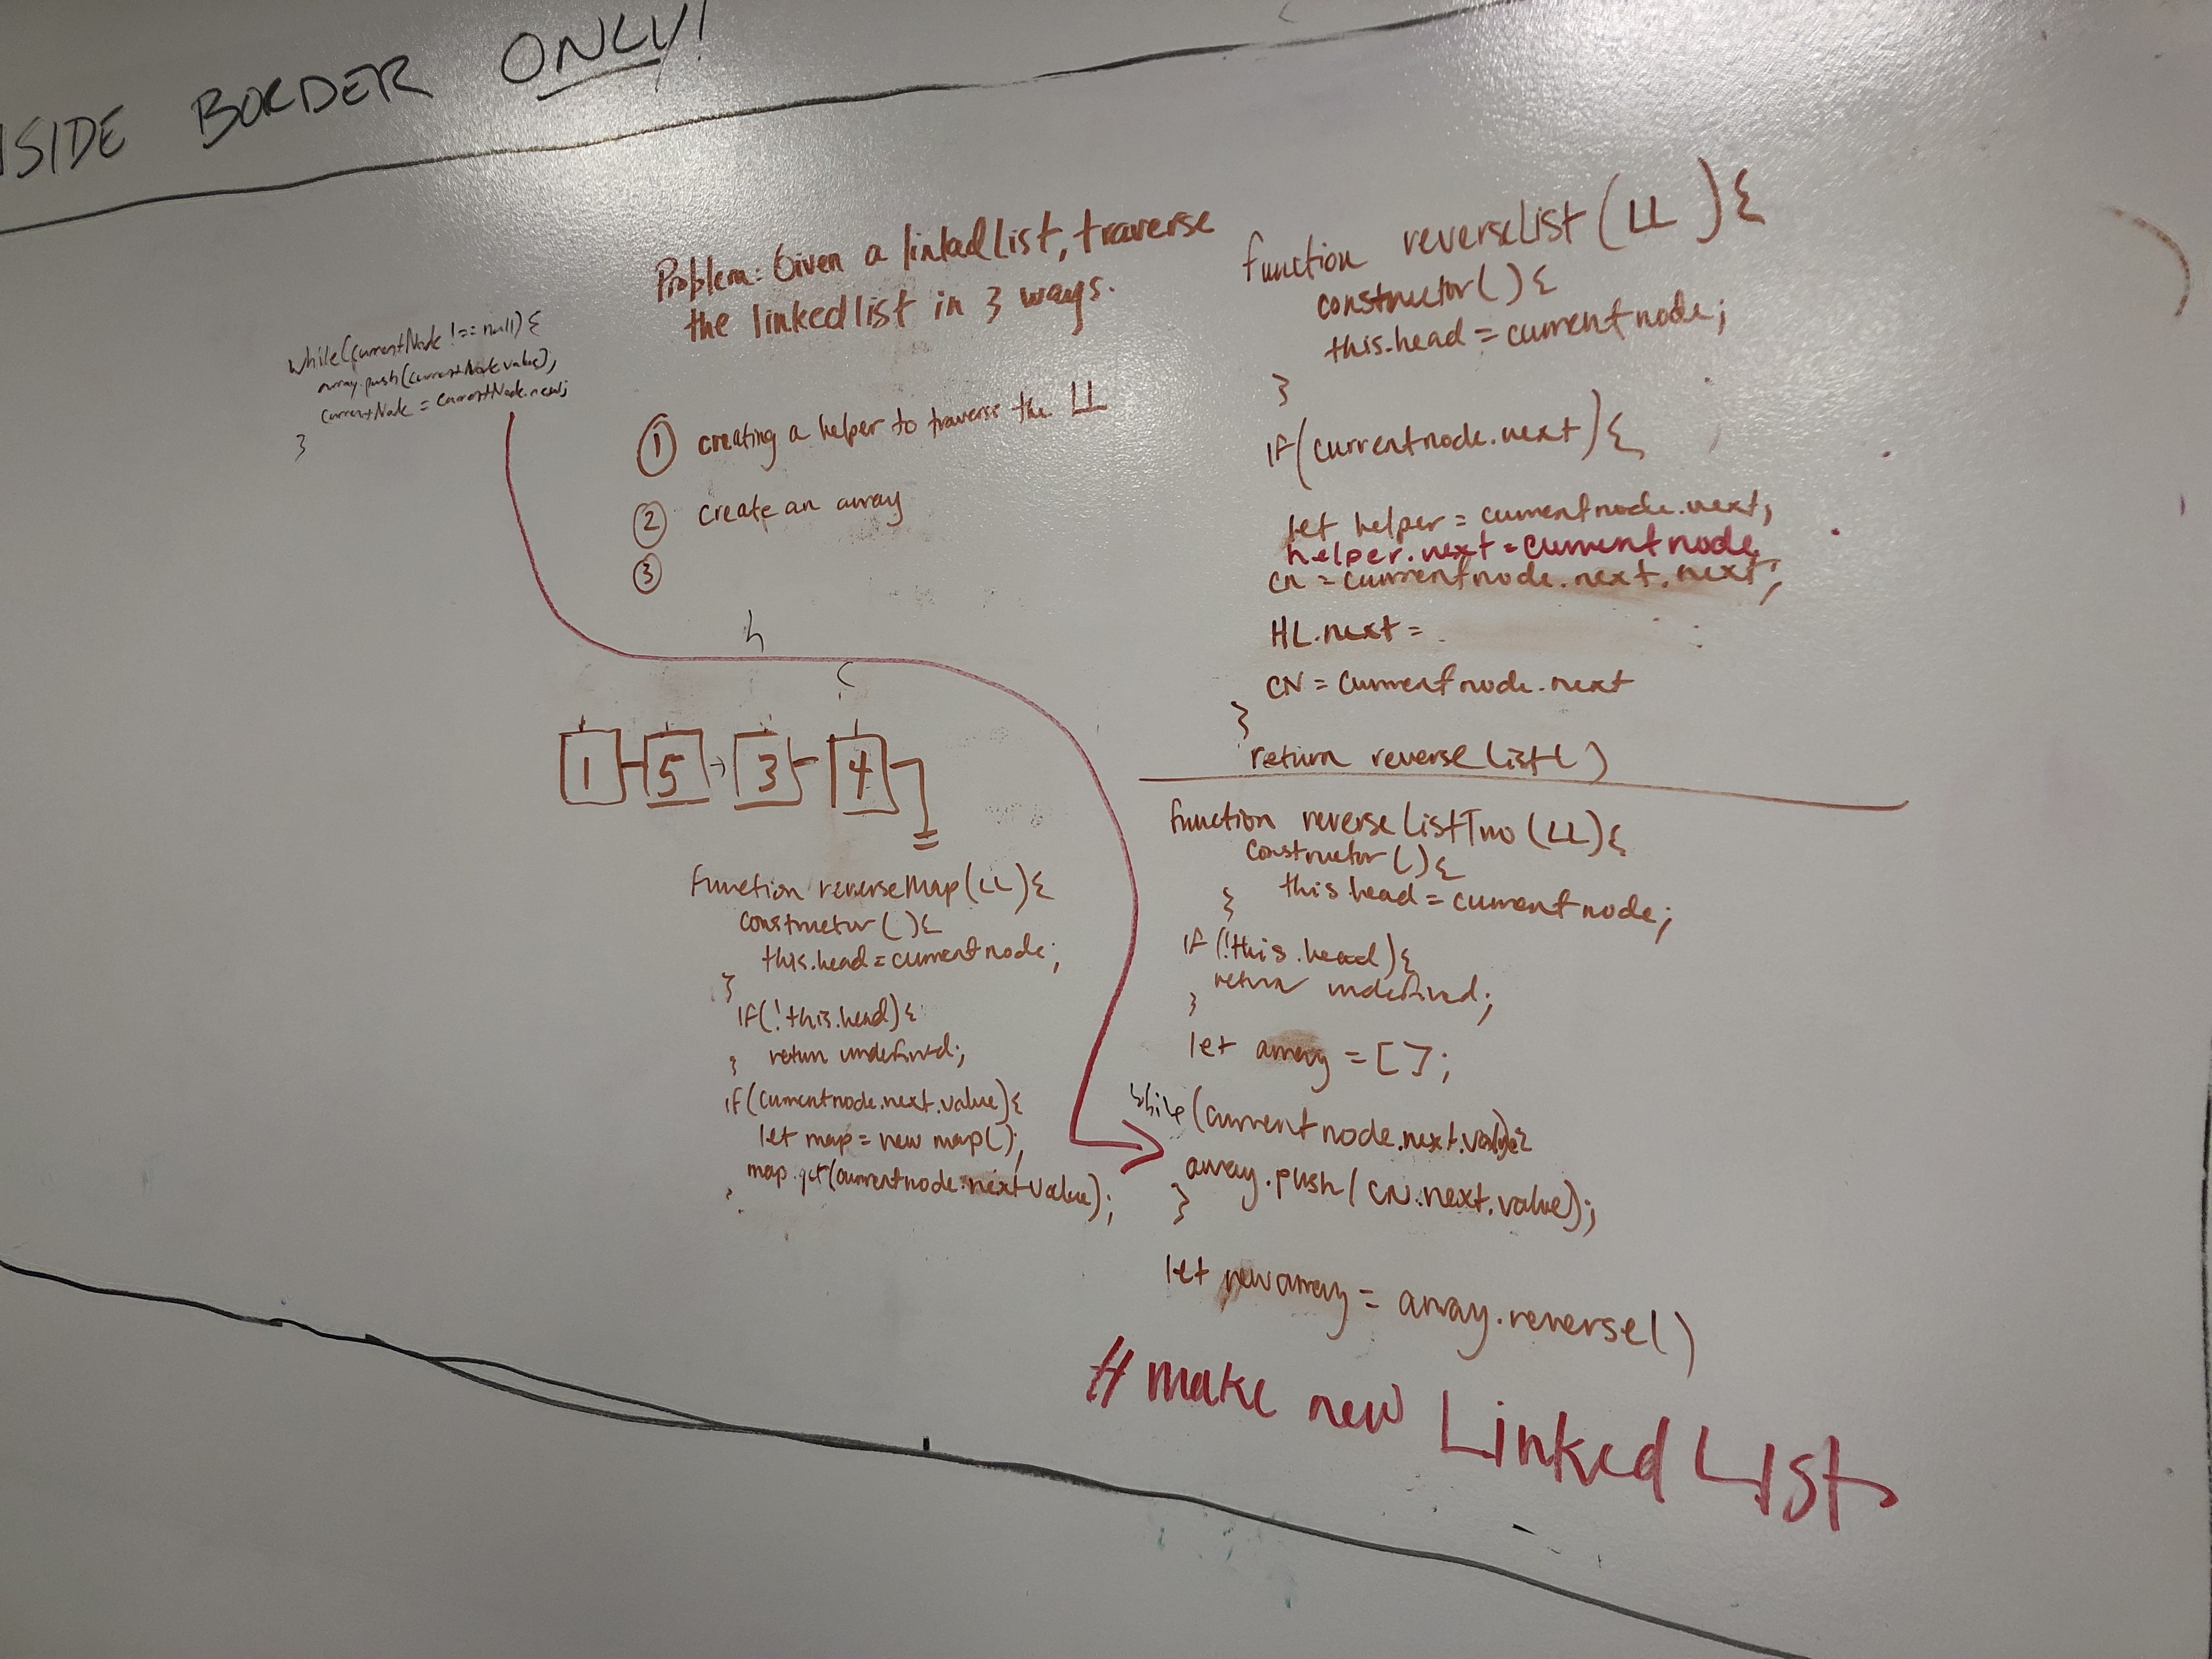 NSIDE BORDER ONLY!
Problem: Given a linkedlist, traverse
the linkedlist in 3 ways.
① creating a helper to traverse the LL
② create an array
③
while(currentNode !== null) {
array.push(currentNode.value);
currentNode = currentNode.next;
}
h
c
1 5 3 4
function reverseMap(LL){
constructor(){
this.head = currentnode;
}
if(!this.head){
return undefined;
}
if(currentnode.next.value){
let map = new map();
map.get(currentnode.next.value);
}
function reverseList(LL){
constructor(){
this.head = currentnode;
}
if(currentnode.next){
let helper = currentnode.next;
helper.next = currentnode
cn = currentnode.next.next;
HL.next =
CN = currentnode.next
}
return reverseList()
function reverseListTwo(LL){
constructor(){
this.head = currentnode;
}
if(!this.head){
return undefined;
}
let array = [];
while(currentnode.next.value){
array.push(CN.next.value);
}
let newarray = array.reverse()
# make new Linked List